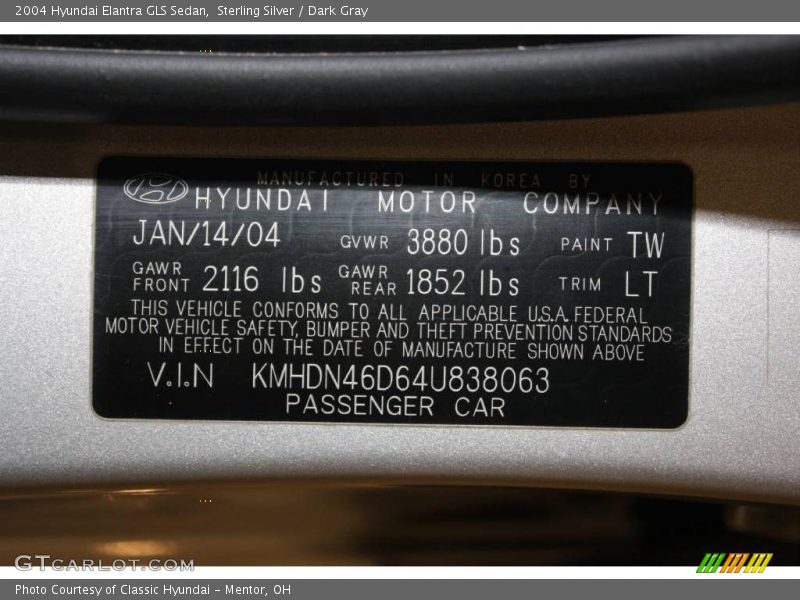 2004 Hyundai Elantra GLS Sedan,  Sterling Silver / Dark Gray
MANUFACTURED IN KOREA BY
HYUNDAI MOTOR COMPANY
JAN/14/04 GVWR 3880 lbs PAINT TW
GAWR FRONT 2116 lbs GAWR REAR 1852 lbs TRIM LT
THIS VEHICLE CONFORMS TO ALL APPLICABLE U.S.A. FEDERAL
MOTOR VEHICLE SAFETY, BUMPER AND THEFT PREVENTION STANDARDS
IN EFFECT ON THE DATE OF MANUFACTURE SHOWN ABOVE
V.I.N KMHDN46D64U838063
PASSENGER CAR
GTCARLOT.COM
Photo Courtesy of Classic Hyundai - Mentor, OH